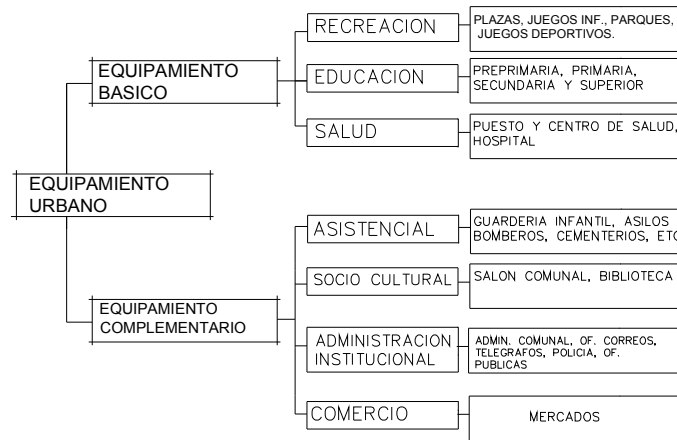 EQUIPAMIENTO
URBANO
EQUIPAMIENTO
BASICO
RECREACION
PLAZAS, JUEGOS INF., PARQUES,
JUEGOS DEPORTIVOS.
EDUCACION
PREPRIMARIA, PRIMARIA,
SECUNDARIA Y SUPERIOR
SALUD
PUESTO Y CENTRO DE SALUD,
HOSPITAL
EQUIPAMIENTO
COMPLEMENTARIO
ASISTENCIAL
GUARDERIA INFANTIL, ASILOS
BOMBEROS, CEMENTERIOS, ETC
SOCIO CULTURAL
SALON COMUNAL, BIBLIOTECA
ADMINISTRACION
INSTITUCIONAL
ADMIN. COMUNAL, OF. CORREOS,
TELEGRAFOS, POLICIA, OF.
PUBLICAS
COMERCIO
MERCADOS